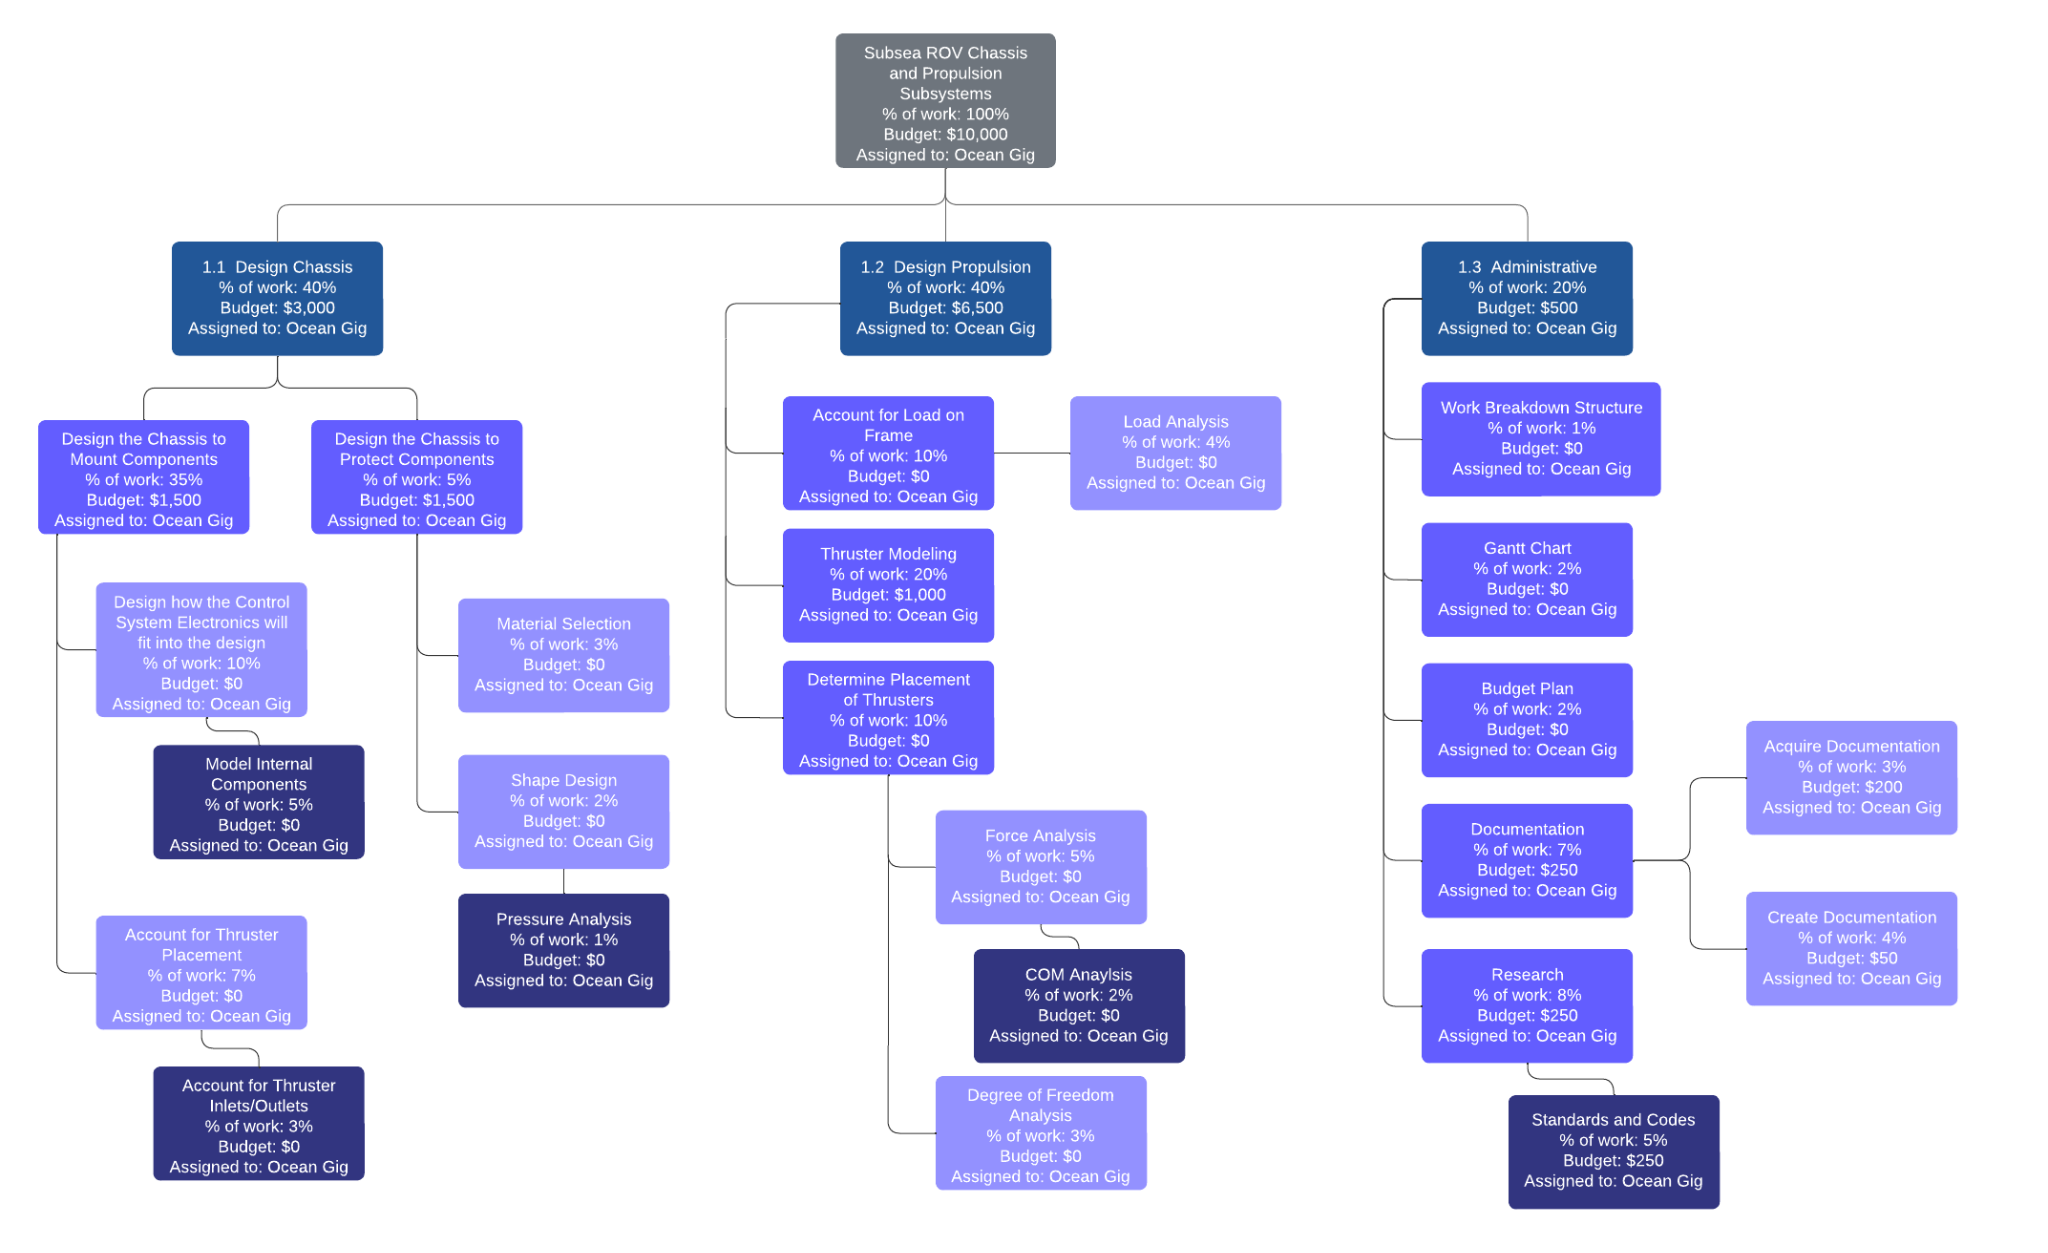 Subsea ROV Chassis
and Propulsion
Subsystems
% of work: 100%
Budget: $10,000
Assigned to: Ocean Gig
1.1 Design Chassis
% of work: 40%
Budget: $3,000
Assigned to: Ocean Gig
Design the Chassis to
Mount Components
% of work: 35%
Budget: $1,500
Assigned to: Ocean Gig
Design how the Control
System Electronics will
fit into the design
% of work: 10%
Budget: $0
Assigned to: Ocean Gig
Model Internal
Components
% of work: 5%
Budget: $0
Assigned to: Ocean Gig
Account for Thruster
Placement
% of work: 7%
Budget: $0
Assigned to: Ocean Gig
Account for Thruster
Inlets/Outlets
% of work: 3%
Budget: $0
Assigned to: Ocean Gig
Design the Chassis to
Protect Components
% of work: 5%
Budget: $1,500
Assigned to: Ocean Gig
Material Selection
% of work: 3%
Budget: $0
Assigned to: Ocean Gig
Shape Design
% of work: 2%
Budget: $0
Assigned to: Ocean Gig
Pressure Analysis
% of work: 1%
Budget: $0
Assigned to: Ocean Gig
1.2 Design Propulsion
% of work: 40%
Budget: $6,500
Assigned to: Ocean Gig
Account for Load on
Frame
% of work: 10%
Budget: $0
Assigned to: Ocean Gig
Load Analysis
% of work: 4%
Budget: $0
Assigned to: Ocean Gig
Thruster Modeling
% of work: 20%
Budget: $1,000
Assigned to: Ocean Gig
Determine Placement
of Thrusters
% of work: 10%
Budget: $0
Assigned to: Ocean Gig
Force Analysis
% of work: 5%
Budget: $0
Assigned to: Ocean Gig
COM Anaylsis
% of work: 2%
Budget: $0
Assigned to: Ocean Gig
Degree of Freedom
Analysis
% of work: 3%
Budget: $0
Assigned to: Ocean Gig
1.3 Administrative
% of work: 20%
Budget: $500
Assigned to: Ocean Gig
Work Breakdown Structure
% of work: 1%
Budget: $0
Assigned to: Ocean Gig
Gantt Chart
% of work: 2%
Budget: $0
Assigned to: Ocean Gig
Budget Plan
% of work: 2%
Budget: $0
Assigned to: Ocean Gig
Documentation
% of work: 7%
Budget: $250
Assigned to: Ocean Gig
Acquire Documentation
% of work: 3%
Budget: $200
Assigned to: Ocean Gig
Create Documentation
% of work: 4%
Budget: $50
Assigned to: Ocean Gig
Research
% of work: 8%
Budget: $250
Assigned to: Ocean Gig
Standards and Codes
% of work: 5%
Budget: $250
Assigned to: Ocean Gig